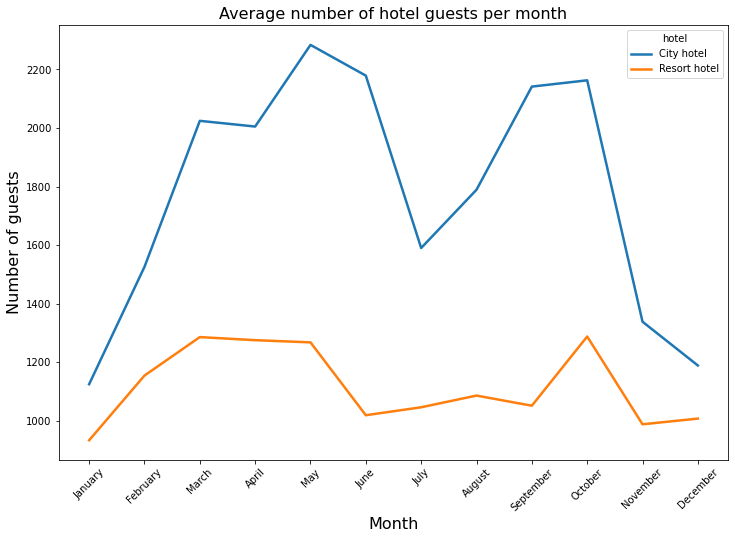 Average number of hotel guests per month
hotel
City hotel
Resort hotel
Number of guests
2200
2000
1800
1600
1400
1200
1000
January
February
March
April
May
June
July
August
September
October
November
December
Month